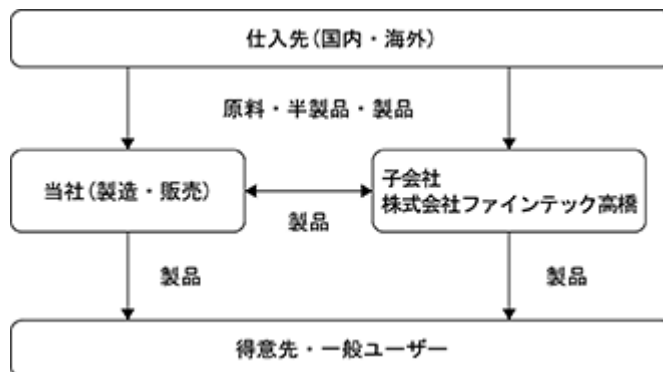 仕入先(国内・海外)
原料・半製品・製品
当社(製造・販売)
子会社
株式会社ファインテック高橋
製品
製品
製品
得意先・一般ユーザー